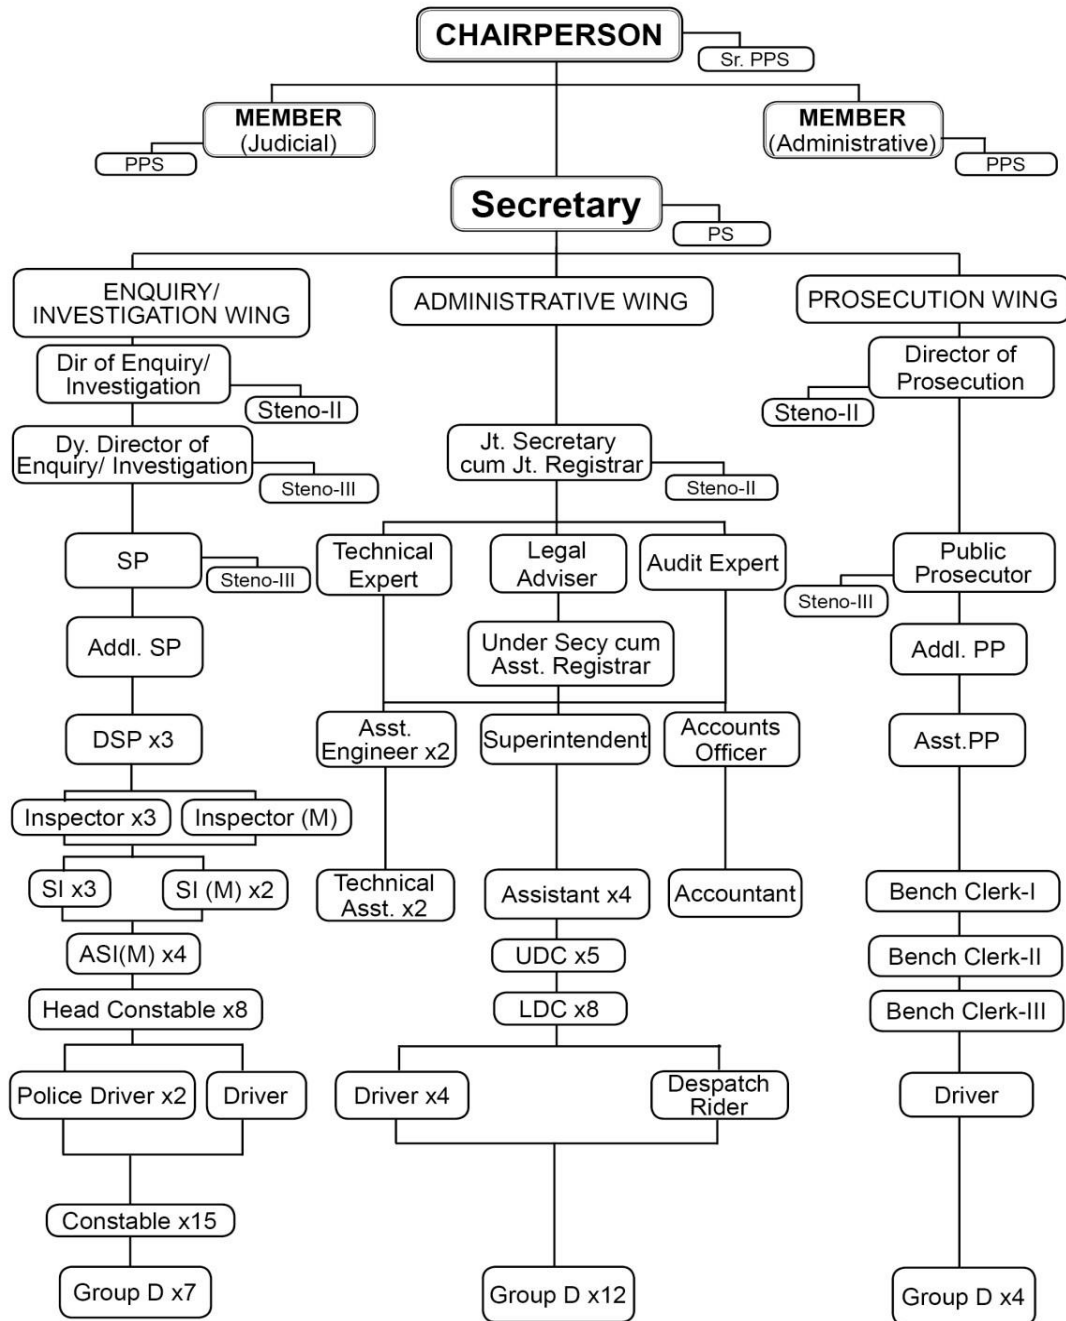 CHAIRPERSON
Sr. PPS
MEMBER
(Judicial)
PPS
MEMBER
(Administrative)
PPS
Secretary
PS
ENQUIRY/
INVESTIGATION WING
ADMINISTRATIVE WING
PROSECUTION WING
Dir of Enquiry/
Investigation
Steno-II
Dy. Director of
Enquiry/ Investigation
Steno-III
SP
Steno-III
Addl. SP
DSP x3
Inspector x3
Inspector (M)
SI x3
SI (M) x2
ASI(M) x4
Head Constable x8
Police Driver x2
Driver
Constable x15
Group D x7
Jt. Secretary
cum Jt. Registrar
Steno-II
Technical
Expert
Legal
Adviser
Audit Expert
Under Secy cum
Asst. Registrar
Asst.
Engineer x2
Superintendent
Accounts
Officer
Technical
Asst. x2
Assistant x4
Accountant
UDC x5
LDC x8
Driver x4
Despatch
Rider
Group D x12
Director of
Prosecution
Steno-II
Public
Prosecutor
Steno-III
Addl. PP
Asst.PP
Bench Clerk-I
Bench Clerk-II
Bench Clerk-III
Driver
Group D x4